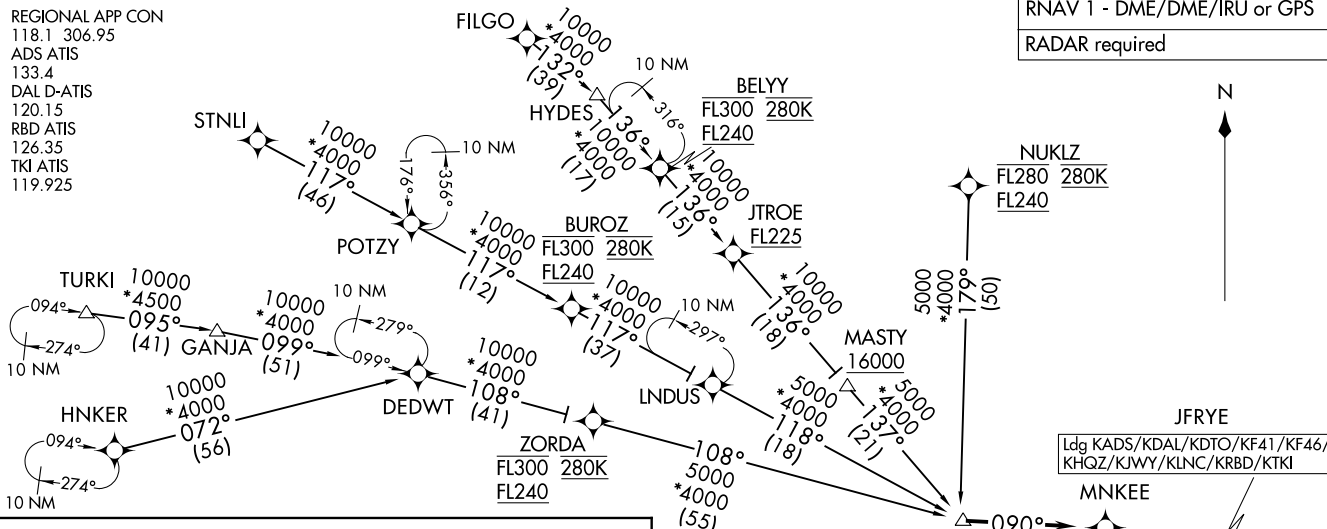 REGIONAL APP CON
118.1 306.95
ADS ATIS
133.4
DAL D-ATIS
120.15
RBD ATIS
126.35
TKI ATIS
119.925
RNAV 1 - DME/DME/IRU or GPS
RADAR required
N
FILGO
10000
*4000
132°
(39)
HYDES
10 NM
316°
136°
10000
*4000
(17)
BELYY
FL300 280K
FL240
10000
*4000
136°
(15)
JTROE
FL225
10000
*4000
136°
(18)
MASTY
16000
5000
*4000
137°
(21)
NUKLZ
FL280 280K
FL240
5000
*4000
179°
(50)
STNLI
10000
*4000
117°
(46)
POTZY
176°
356°
10 NM
10000
*4000
117°
(12)
BUROZ
FL300 280K
FL240
10000
*4000
117°
(37)
10 NM
297°
LNDUS
5000
*4000
118°
(18)
TURKI
094°
274°
10 NM
10000
*4500
095°
(41)
GANJA
10000
*4000
099°
(51)
10 NM
279°
099°
DEDWT
10000
*4000
108°
(41)
ZORDA
FL300 280K
FL240
108°
5000
*4000
(55)
HNKER
094°
274°
10 NM
10000
*4000
072°
(56)
JFRYE
Ldg KADS/KDAL/KDTO/KF41/KF46/
KHQZ/KJWY/KLNC/KRBD/KTKI
MNKEE
090°